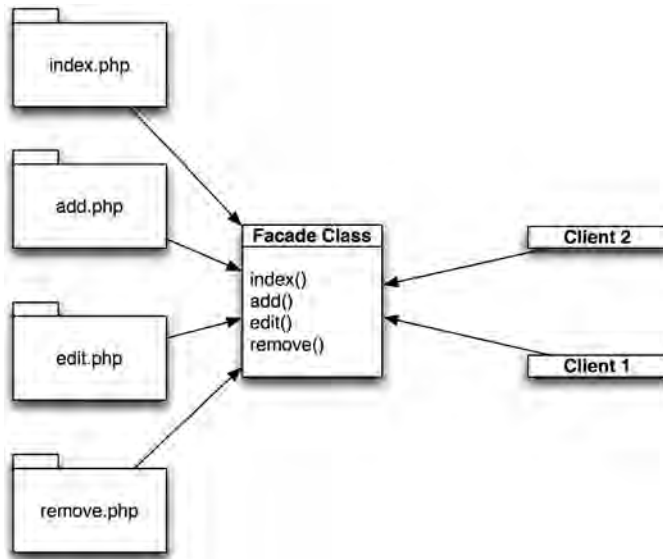 index.php
add.php
edit.php
remove.php
Facade Class
index()
add()
edit()
remove()
Client 2
Client 1